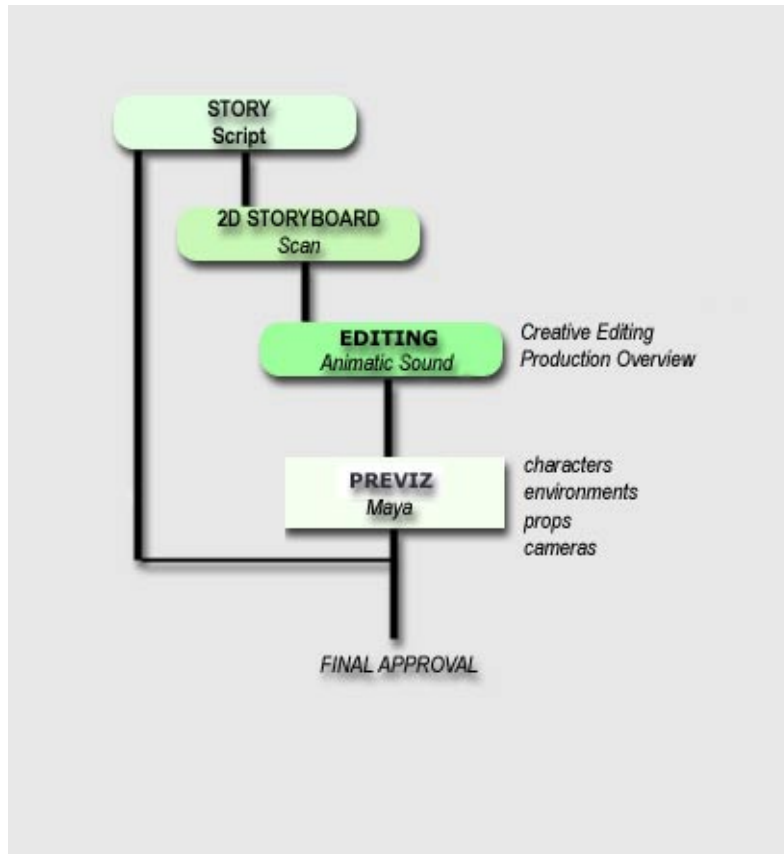 STORY
Script
2D STORYBOARD
Scan
EDITING
Animatic Sound
Creative Editing
Production Overview
PREVIZ
Maya
characters
environments
props
cameras
FINAL APPROVAL